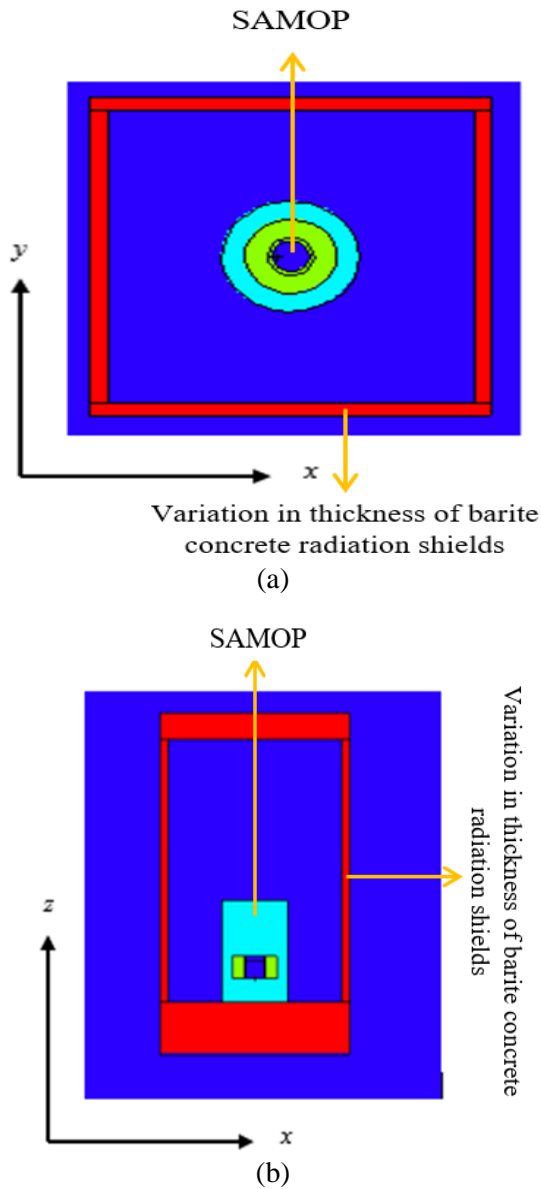 SAMOP
y
x
Variation in thickness of barite
concrete radiation shields
(a)
SAMOP
Variation in thickness of barite concrete
radiation shields
z
x
(b)